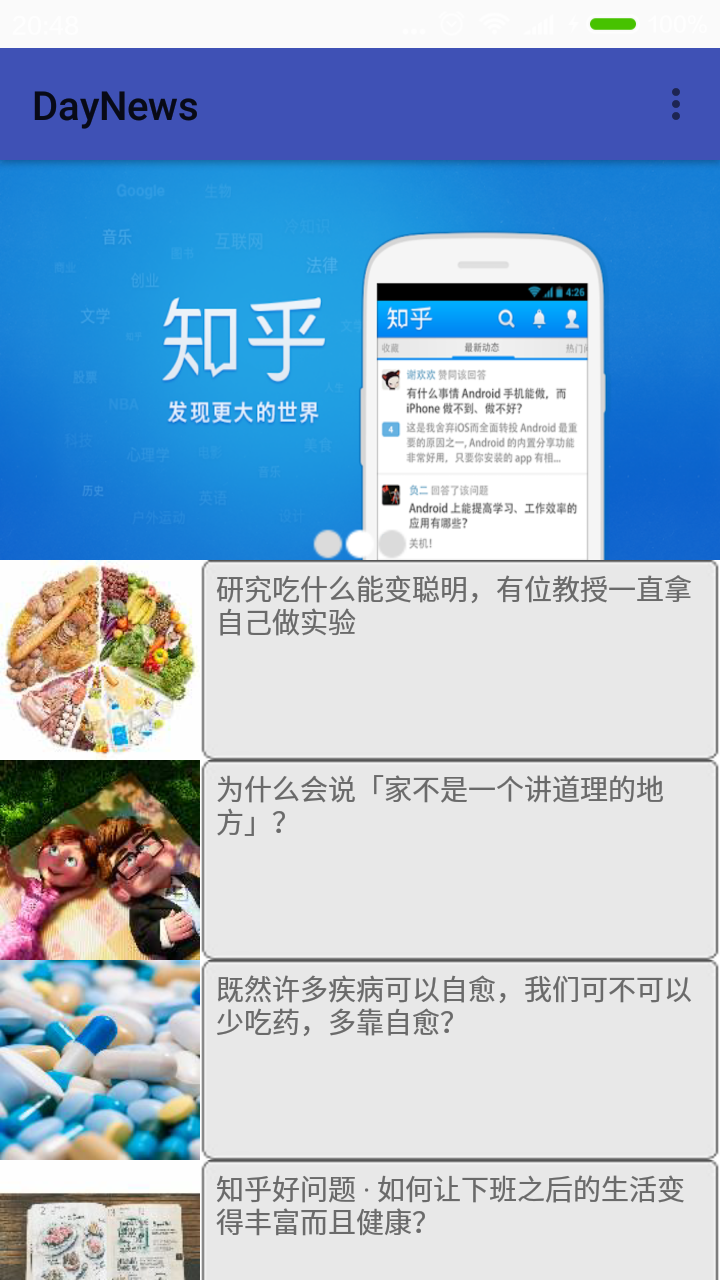 20:48
100%
DayNews
Google
生物
音乐
冷知识
互联网
图书
法律
商业
创业
文学
知乎
发现更大的世界
投票
NBA
科技
心理学
电影
美食
音乐
历史
英语
户外运动
设计
4:26
知乎
收藏
最新动态
热门
谢欢欢 赞同该回答
有什么事情 Android 手机能做，而
iPhone 做不到、做不好？
4
这是我舍弃iOS而全面转投 Android 最重
要的原因之一, Android 的内置分享功能
非常好用，只要你安装的 app 有相...
负二 回答了该问题
Android 上能提高学习、工作效率的
应用有哪些？
关机！
研究吃什么能变聪明，有位教授一直拿
自己做实验
为什么会说「家不是一个讲道理的地
方」？
既然许多疾病可以自愈，我们可不可以
少吃药，多靠自愈？
知乎好问题 · 如何让下班之后的生活变
得丰富而且健康？